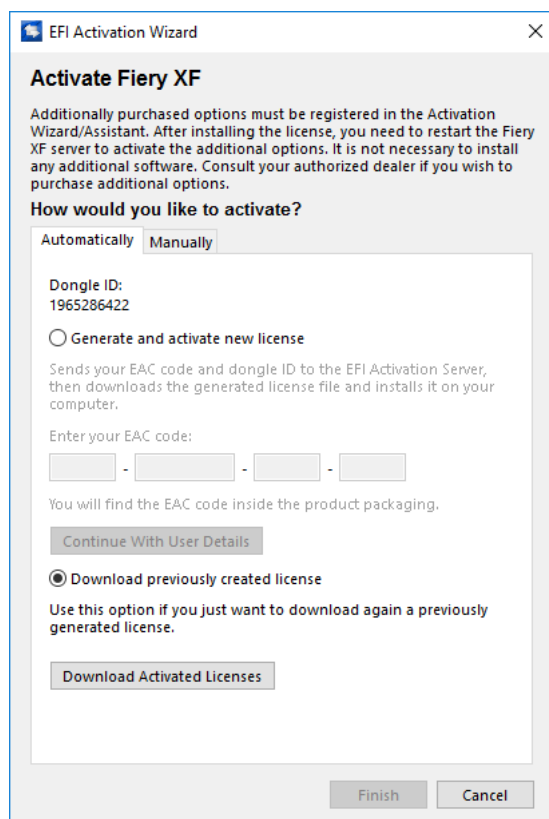 EFI Activation Wizard
Activate Fiery XF
Additionally purchased options must be registered in the Activation
Wizard/Assistant. After installing the license, you need to restart the Fiery
XF server to activate the additional options. It is not necessary to install
any additional software. Consult your authorized dealer if you wish to
purchase additional options.
How would you like to activate?
Automatically Manually
Dongle ID:
1965286422
Generate and activate new license
Sends your EAC code and dongle ID to the EFI Activation Server,
then downloads the generated license file and installs it on your
computer.
Enter your EAC code:
- - -
You will find the EAC code inside the product packaging.
Continue With User Details
Download previously created license
Use this option if you just want to download again a previously
generated license.
Download Activated Licenses
Finish Cancel